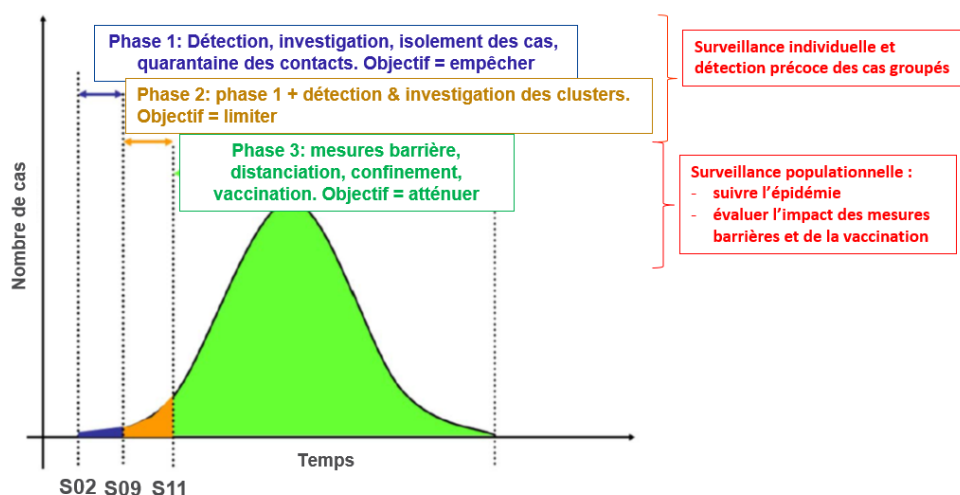 Phase 1: Détection, investigation, isolement des cas,
quarantaine des contacts. Objectif = empêcher
Phase 2: phase 1 + détection & investigation des clusters.
Objectif = limiter
Phase 3: mesures barrière,
distanciation, confinement,
vaccination. Objectif = atténuer
Surveillance individuelle et
détection précoce des cas groupés
Surveillance populationnelle :
- suivre l’épidémie
- évaluer l’impact des mesures
barrières et de la vaccination
Nombre de cas
Temps
S02 S09 S11